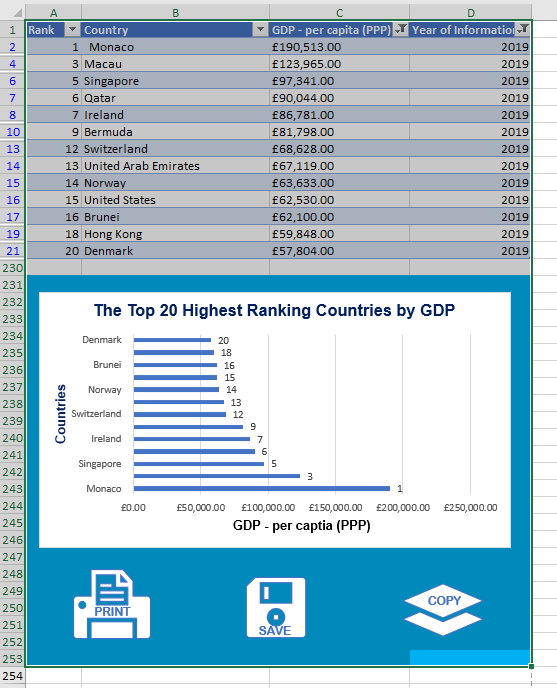 A B C D
1 Rank Country GDP - per capita (PPP) Year of Information
2 1 Monaco £190,513.00 2019
4 3 Macau £123,965.00 2019
6 5 Singapore £97,341.00 2019
7 6 Qatar £90,044.00 2019
8 7 Ireland £86,781.00 2019
10 9 Bermuda £81,798.00 2019
13 12 Switzerland £68,628.00 2019
14 13 United Arab Emirates £67,119.00 2019
15 14 Norway £63,633.00 2019
16 15 United States £62,530.00 2019
17 16 Brunei £62,100.00 2019
19 18 Hong Kong £59,848.00 2019
21 20 Denmark £57,804.00 2019
230
231
232
The Top 20 Highest Ranking Countries by GDP
233
234
Denmark 20
235
18
236
Brunei 16
237
15
Norway 14
238
13
Switzerland 12
239
9
240
Ireland 7
241
6
Singapore 5
242
3
243
Monaco 1
244
£0.00 £50,000.00 £100,000.00 £150,000.00 £200,000.00 £250,000.00
245
GDP - per captia (PPP)
Countries
246
247
248
249
250
PRINT
SAVE
COPY
251
252
253
254